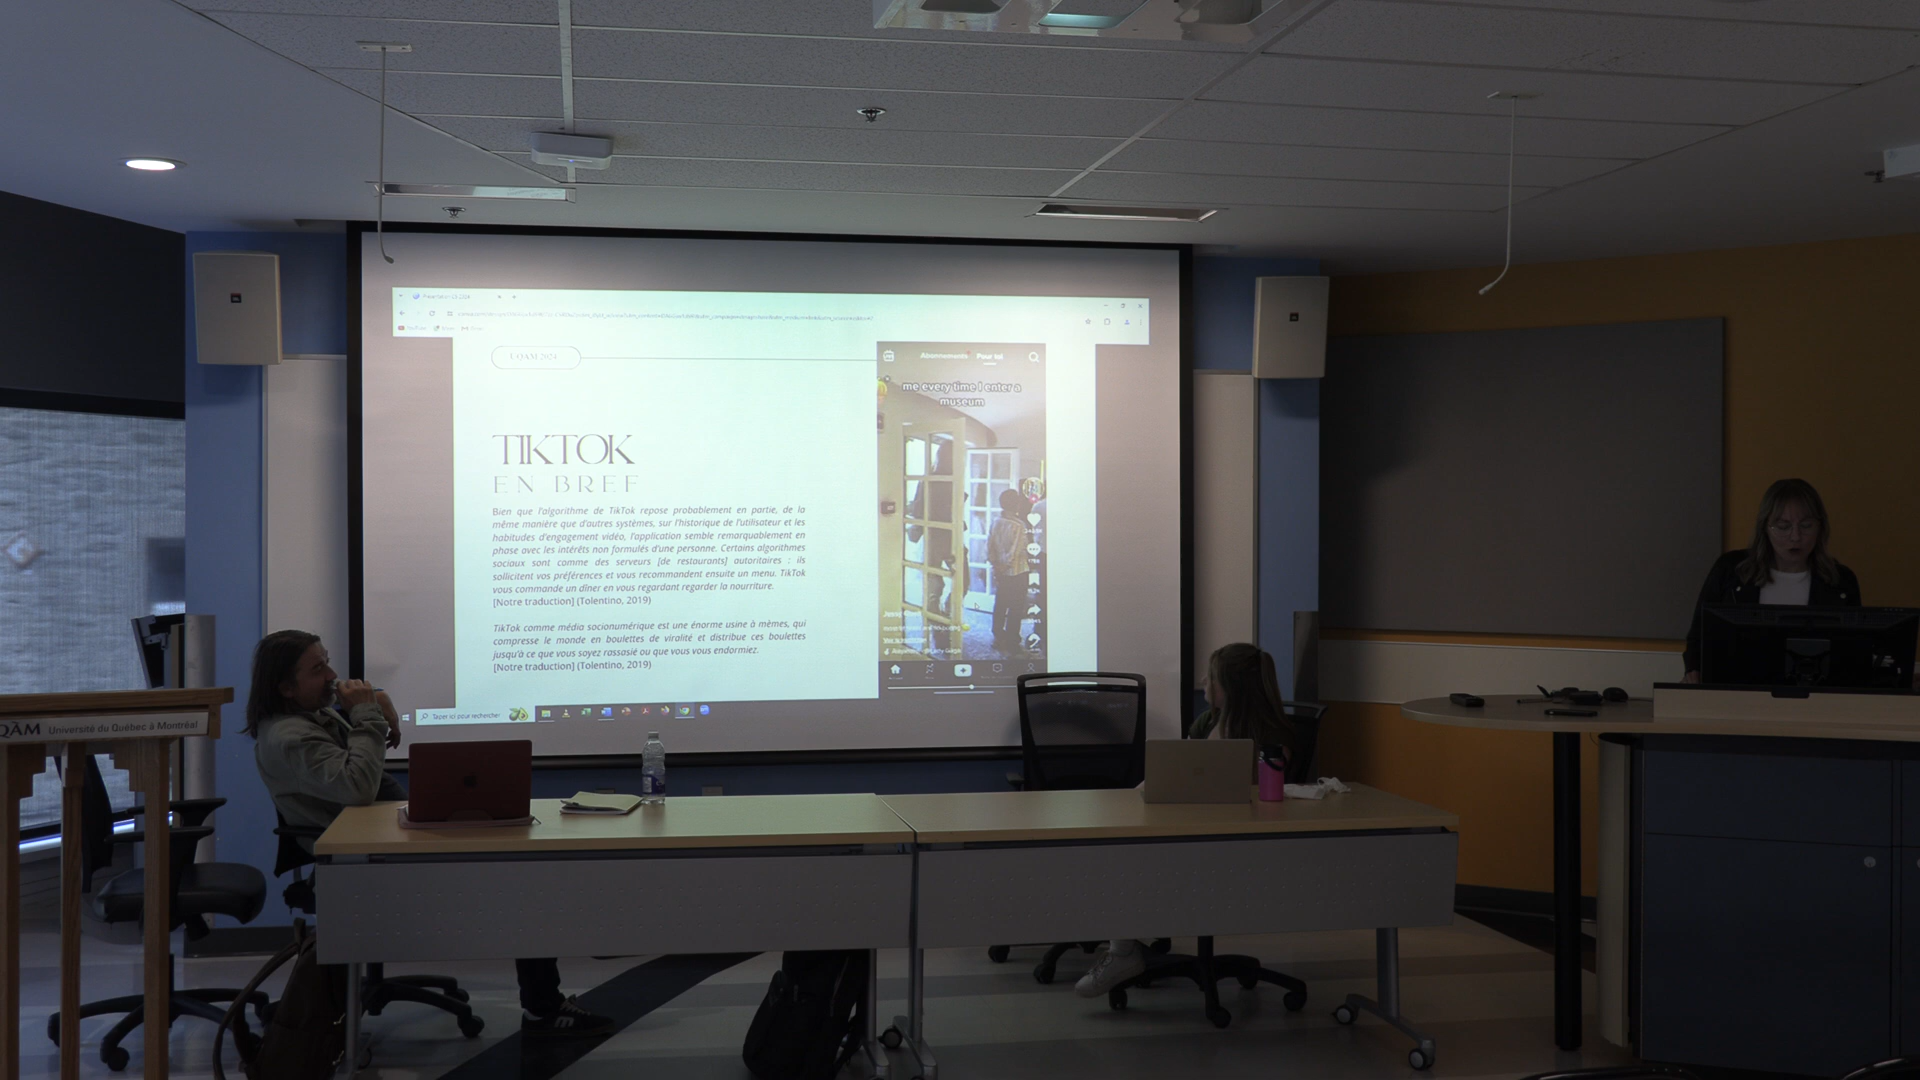 UQAM 2024
TIKTOK
EN BREF
Bien que l'algorithme de TikTok repose probablement en partie, de la
même manière que d'autres systèmes, sur l'historique de l'utilisateur et les
habitudes d'engagement vidéo, l'application semble remarquablement en
phase avec les intérêts non formulés d'une personne. Certains algorithmes
sociaux sont comme des serveurs [de restaurants] autoritaires : ils
sollicitent vos préférences et vous recommandent ensuite un menu. TikTok
vous commande un dîner en vous regardant regarder la nourriture.
[Notre traduction] (Tolentino, 2019)
TikTok comme média socionumérique est une énorme usine à mèmes, qui
compresse le monde en boulettes de viralité et distribue ces boulettes
jusqu'à ce que vous soyez rassasié ou que vous vous endormiez.
[Notre traduction] (Tolentino, 2019)
Abonnements Pour toi
me every time I enter a
museum
Taper ici pour rechercher
UQÀM Université du Québec à Montréal